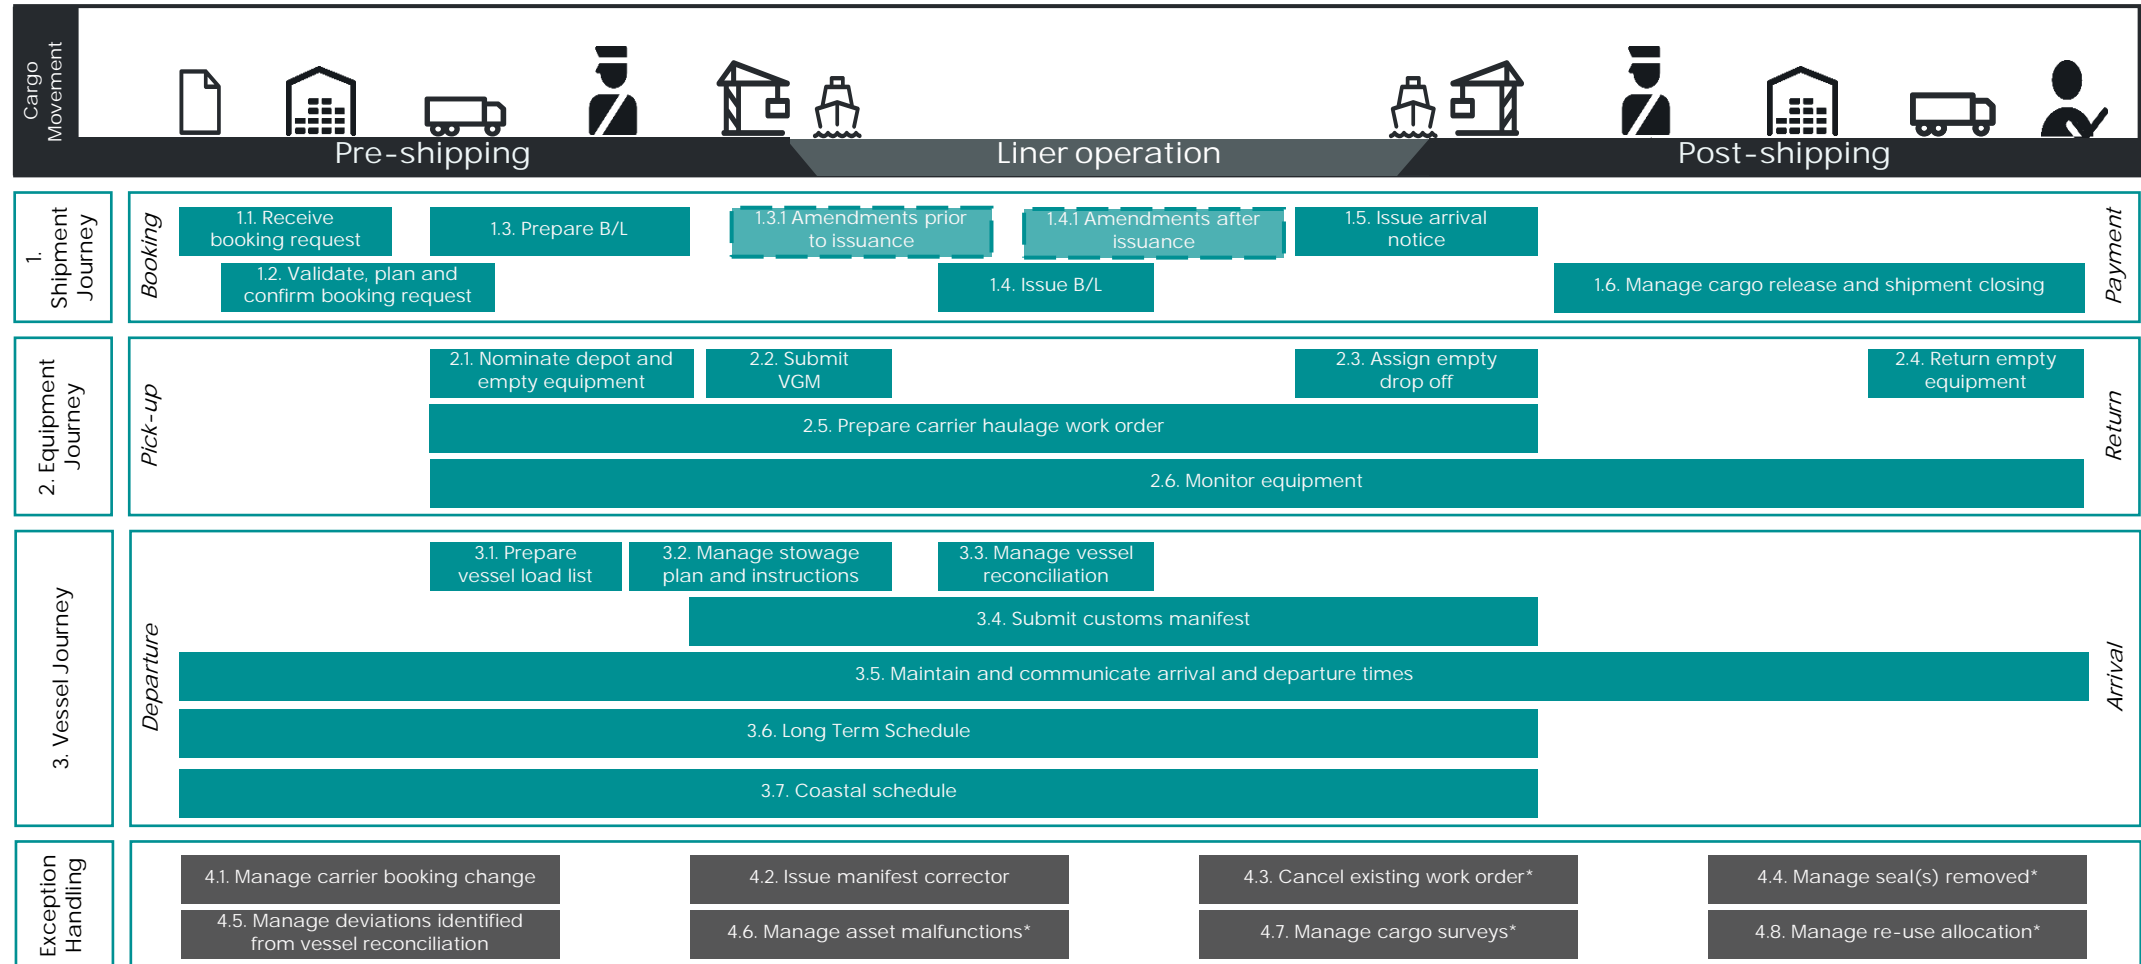 Cargo
Movement
Pre-shipping
Liner operation
Post-shipping
1.
Shipment
Journey
Booking
1.1. Receive
booking request
1.3. Prepare B/L
1.3.1 Amendments prior
to issuance
1.4.1 Amendments after
issuance
1.5. Issue arrival
notice
1.2. Validate, plan and
confirm booking request
1.4. Issue B/L
1.6. Manage cargo release and shipment closing
Payment
2. Equipment
Journey
Pick-up
2.1. Nominate depot and
empty equipment
2.2. Submit
VGM
2.3. Assign empty
drop off
2.4. Return empty
equipment
2.5. Prepare carrier haulage work order
2.6. Monitor equipment
Return
3. Vessel Journey
Departure
3.1. Prepare
vessel load list
3.2. Manage stowage
plan and instructions
3.3. Manage vessel
reconciliation
3.4. Submit customs manifest
3.5. Maintain and communicate arrival and departure times
3.6. Long Term Schedule
3.7. Coastal schedule
Arrival
Exception
Handling
4.1. Manage carrier booking change
4.2. Issue manifest corrector
4.3. Cancel existing work order*
4.4. Manage seal(s) removed*
4.5. Manage deviations identified
from vessel reconciliation
4.6. Manage asset malfunctions*
4.7. Manage cargo surveys*
4.8. Manage re-use allocation*